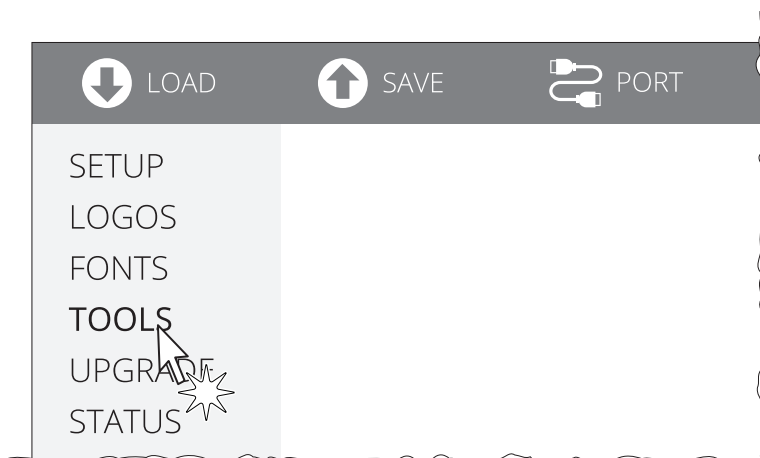 LOAD SAVE PORT
SETUP
LOGOS
FONTS
TOOLS
UPGRADE
STATUS